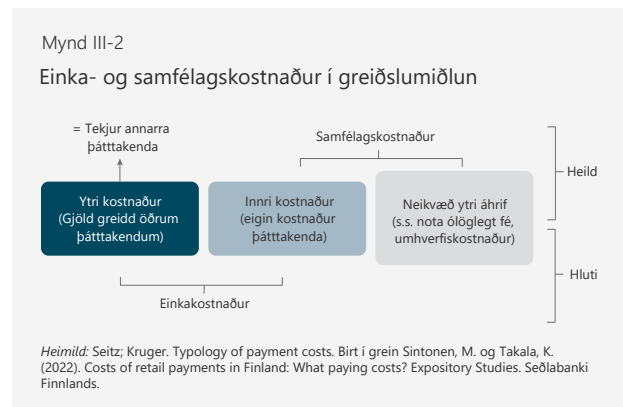 Mynd III-2
Einka- og samfélagskostnaður í greiðslumiðlun
= Tekjur annarra
þátttakenda
Samfélagskostnaður
Heild
Ytri kostnaður
(Gjöld greidd öðrum
þátttakendum)
Innri kostnaður
(eigin kostnaður
þátttakenda)
Neikvæð ytri áhrif
(s.s. nota ólöglegt fé,
umhverfiskostnaður)
Hluti
Einkakostnaður
Heimild: Seitz; Kruger. Typology of payment costs. Birt í grein Sintonen, M. og Takala, K.
(2022). Costs of retail payments in Finland: What paying costs? Expository Studies. Seðlabanki
Finnlands.